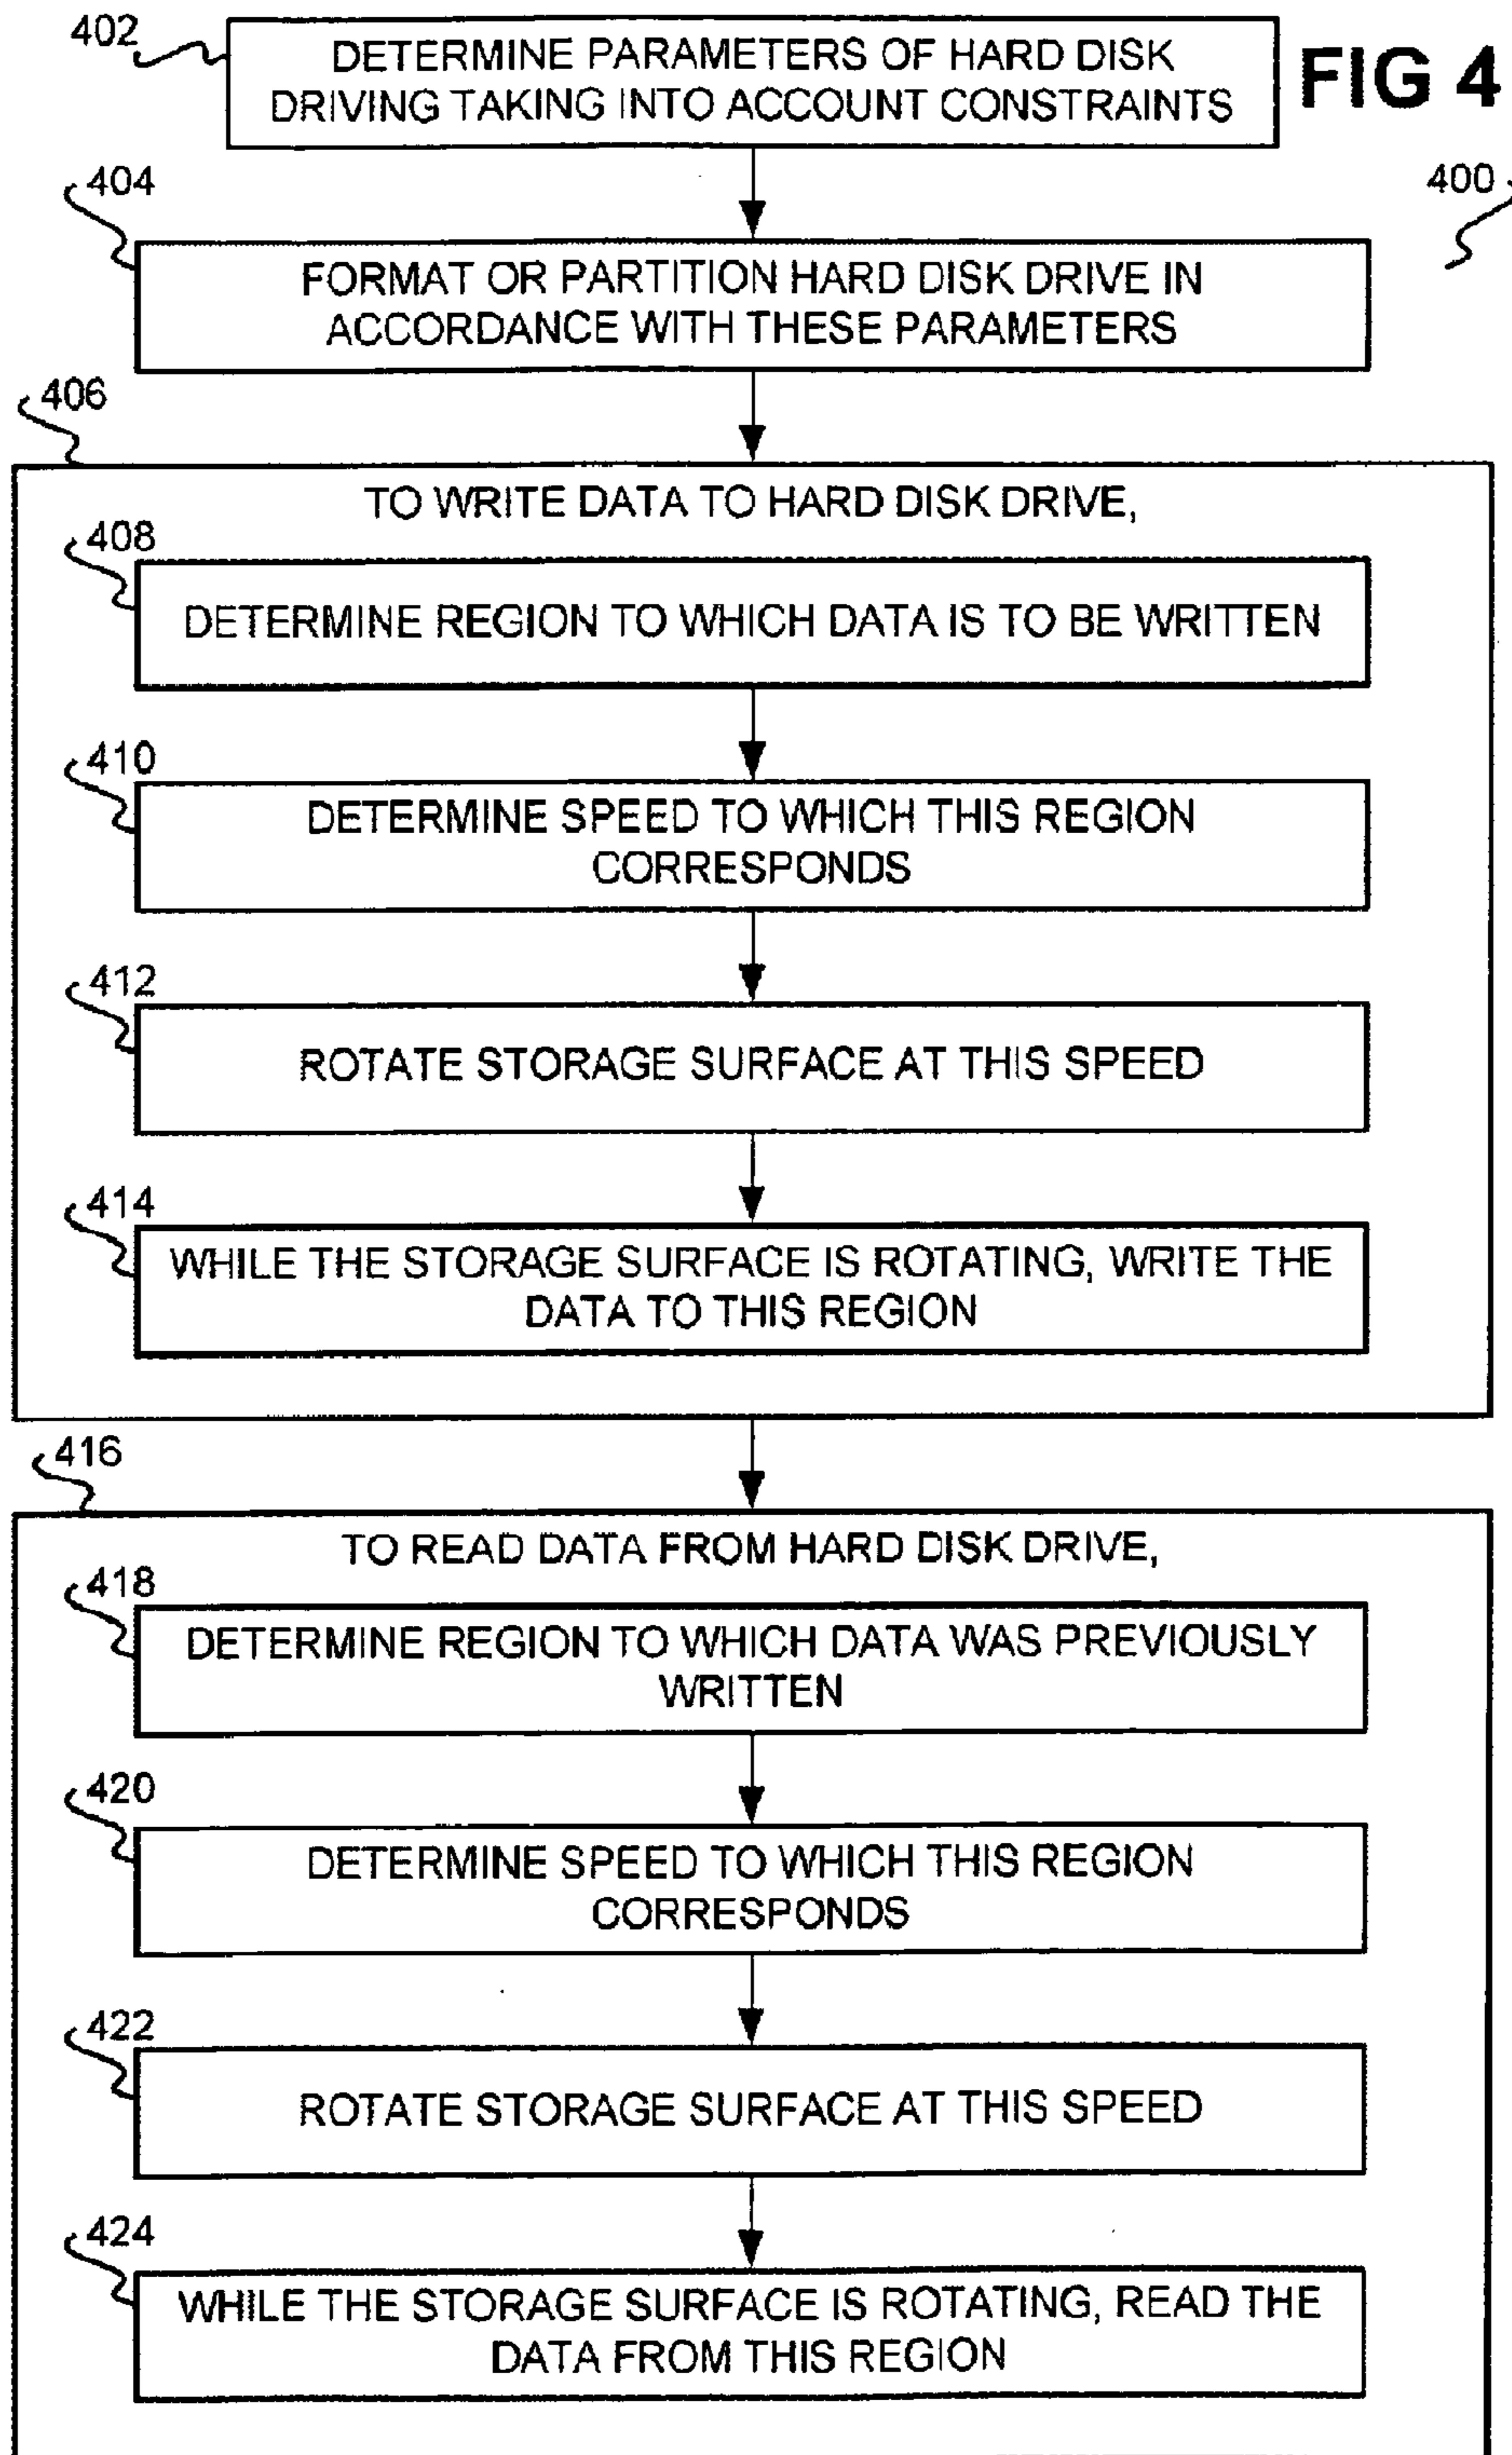 402
DETERMINE PARAMETERS OF HARD DISK
DRIVING TAKING INTO ACCOUNT CONSTRAINTS
FIG 4
404
400
FORMAT OR PARTITION HARD DISK DRIVE IN
ACCORDANCE WITH THESE PARAMETERS
406
TO WRITE DATA TO HARD DISK DRIVE,
408
DETERMINE REGION TO WHICH DATA IS TO BE WRITTEN
410
DETERMINE SPEED TO WHICH THIS REGION
CORRESPONDS
412
ROTATE STORAGE SURFACE AT THIS SPEED
414
WHILE THE STORAGE SURFACE IS ROTATING, WRITE THE
DATA TO THIS REGION
416
TO READ DATA FROM HARD DISK DRIVE,
418
DETERMINE REGION TO WHICH DATA WAS PREVIOUSLY
WRITTEN
420
DETERMINE SPEED TO WHICH THIS REGION
CORRESPONDS
422
ROTATE STORAGE SURFACE AT THIS SPEED
424
WHILE THE STORAGE SURFACE IS ROTATING, READ THE
DATA FROM THIS REGION